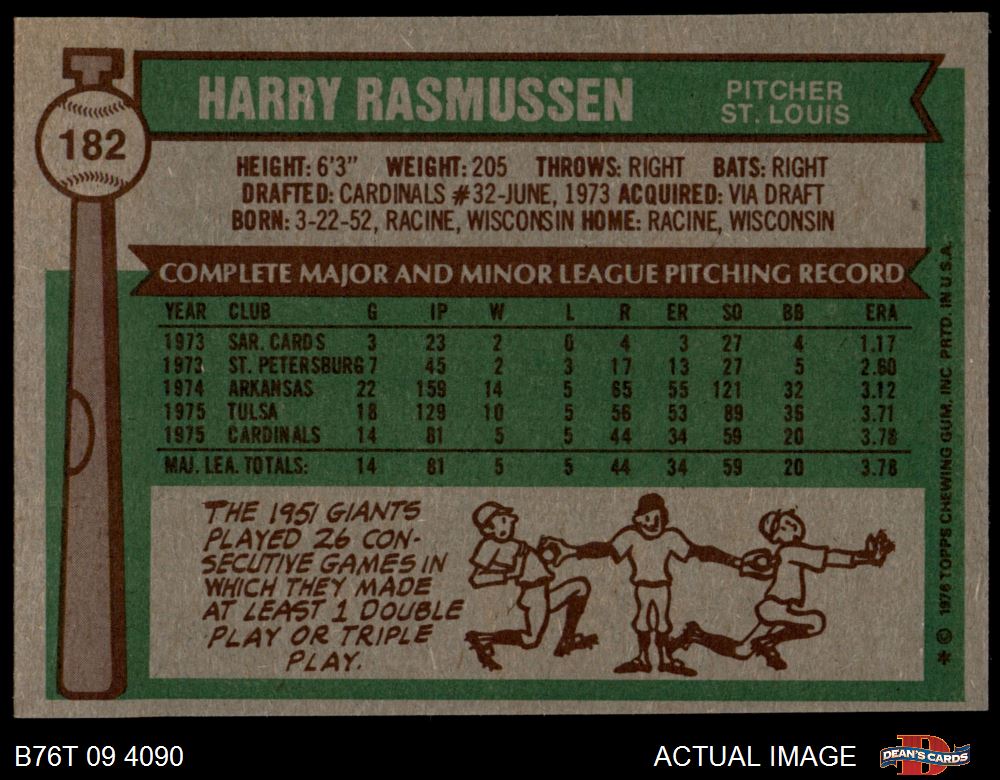 HARRY RASMUSSEN
PITCHER
ST. LOUIS
182
HEIGHT: 6'3" WEIGHT: 205 THROWS: RIGHT BATS: RIGHT
DRAFTED: CARDINALS #32-JUNE, 1973 ACQUIRED: VIA DRAFT
BORN: 3-22-52, RACINE, WISCONSIN HOME: RACINE, WISCONSIN
COMPLETE MAJOR AND MINOR LEAGUE PITCHING RECORD
YEAR CLUB G IP W L R ER SO BB ERA
1973 SAR. CARDS 3 23 2 0 4 3 27 4 1.17
1973 ST. PETERSBURG 7 45 2 3 17 13 27 5 2.60
1974 ARKANSAS 22 159 14 5 65 55 121 32 3.12
1975 TULSA 18 129 10 5 56 53 89 36 3.71
1975 CARDINALS 14 81 5 5 44 34 59 20 3.78
MAJ. LEA. TOTALS: 14 81 5 5 44 34 59 20 3.78
THE 1951 GIANTS
PLAYED 26 CON-
SECUTIVE GAMES IN
WHICH THEY MADE
AT LEAST 1 DOUBLE
PLAY OR TRIPLE
PLAY.
* © 1976 TOPPS CHEWING GUM, INC. PRTD. IN U.S.A.
B76T 09 4090
ACTUAL IMAGE
D
DEAN'S CARDS